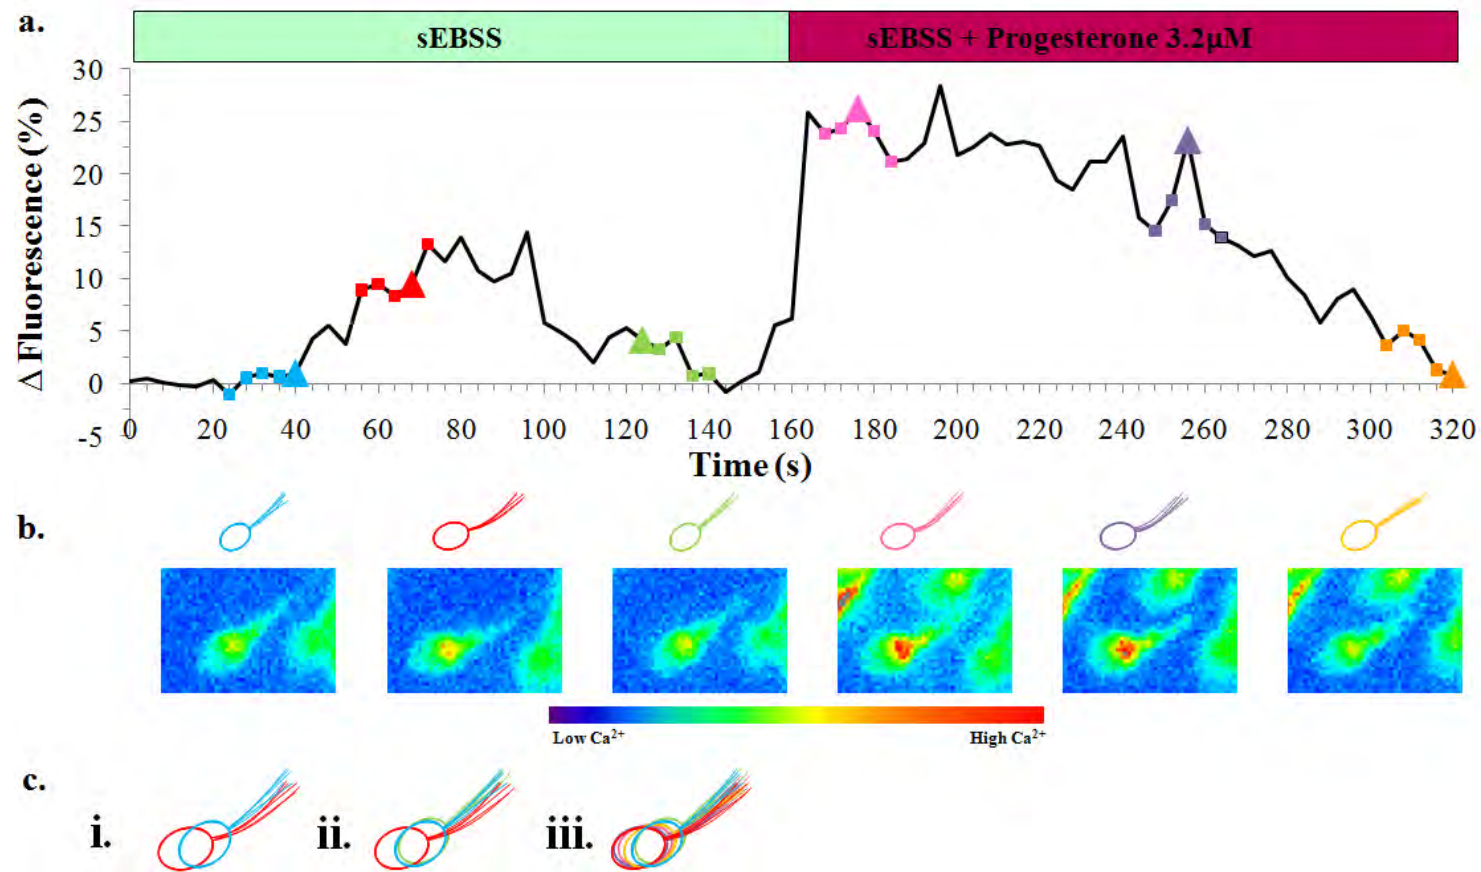 a.
sEBSS
sEBSS + Progesterone 3.2µM
Δ Fluorescence (%)
30
25
20
15
10
5
0
-5
0 20 40 60 80 100 120 140 160 180 200 220 240 260 280 300 320
Time (s)
b.
Low Ca²⁺
High Ca²⁺
c.
i.
ii.
iii.